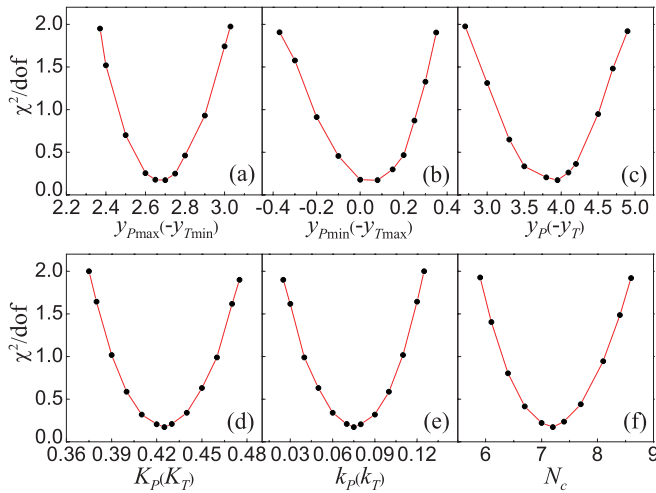 χ²/dof
2.0
1.5
1.0
0.5
0.0
(a) (b) (c)
2.2 2.4 2.6 2.8 3.0 -0.4 -0.2 0.0 0.2 0.4 3.0 3.5 4.0 4.5 5.0
y_Pmax(-y_Tmin) y_Pmin(-y_Tmax) y_P(-y_T)
χ²/dof
2.0
1.5
1.0
0.5
0.0
(d) (e) (f)
0.36 0.39 0.42 0.45 0.48 0.03 0.06 0.09 0.12 6 7 8 9
K_P(K_T) k_P(k_T) N_c